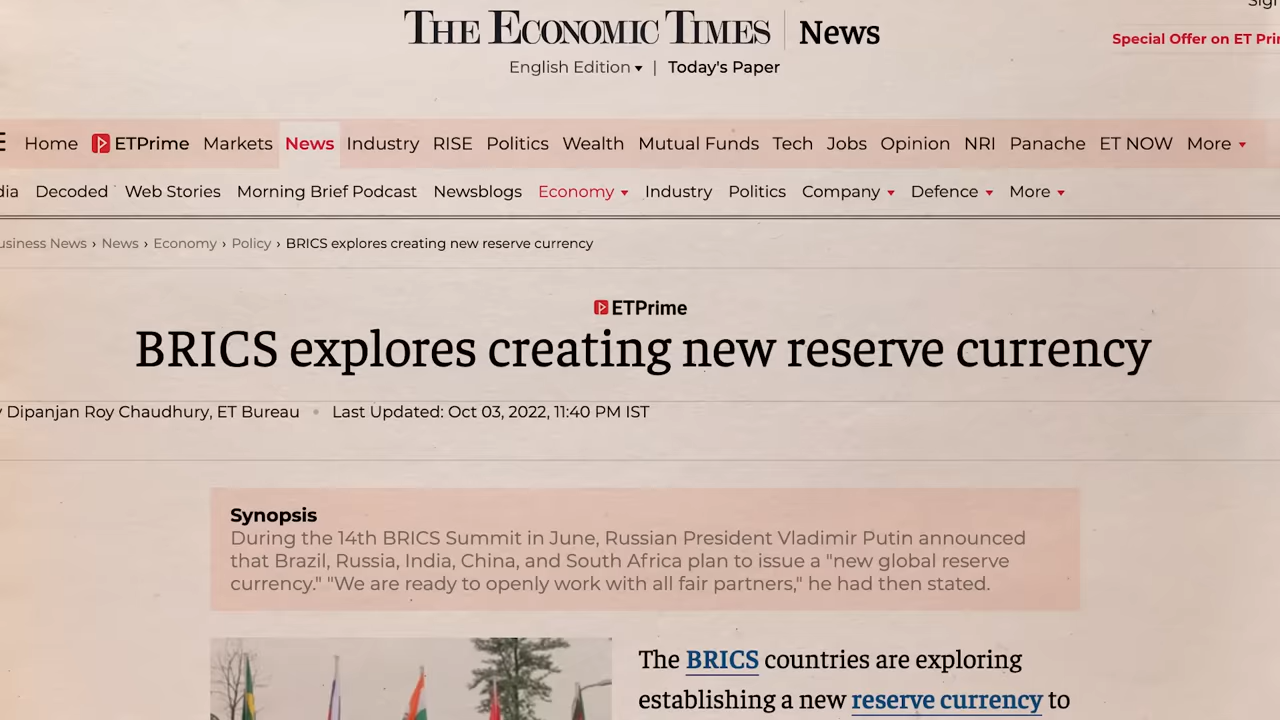 Sign
THE ECONOMIC TIMES | News
Special Offer on ET Pri
English Edition | Today's Paper
Home ETPrime Markets News Industry RISE Politics Wealth Mutual Funds Tech Jobs Opinion NRI Panache ET NOW More
dia Decoded Web Stories Morning Brief Podcast Newsblogs Economy Industry Politics Company Defence More
usiness News › News › Economy › Policy › BRICS explores creating new reserve currency
ETPrime
BRICS explores creating new reserve currency
y Dipanjan Roy Chaudhury, ET Bureau • Last Updated: Oct 03, 2022, 11:40 PM IST
Synopsis
During the 14th BRICS Summit in June, Russian President Vladimir Putin announced
that Brazil, Russia, India, China, and South Africa plan to issue a "new global reserve
currency." "We are ready to openly work with all fair partners," he had then stated.
The BRICS countries are exploring
establishing a new reserve currency to